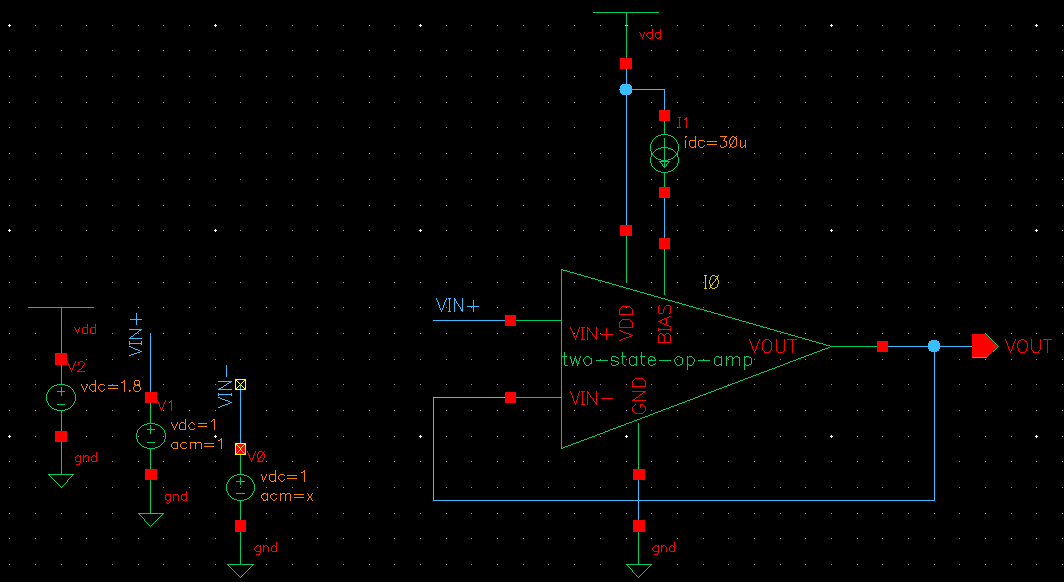 vdd
I1
idc=30u
I0
VIN+
VIN+
VDD
BIAS
VOUT
VOUT
two-state-op-amp
VIN-
GND
gnd
vdd
V2
vdc=1.8
gnd
VIN+
V1
vdc=1
acm=1
gnd
VIN-
V0
vdc=1
acm=x
gnd